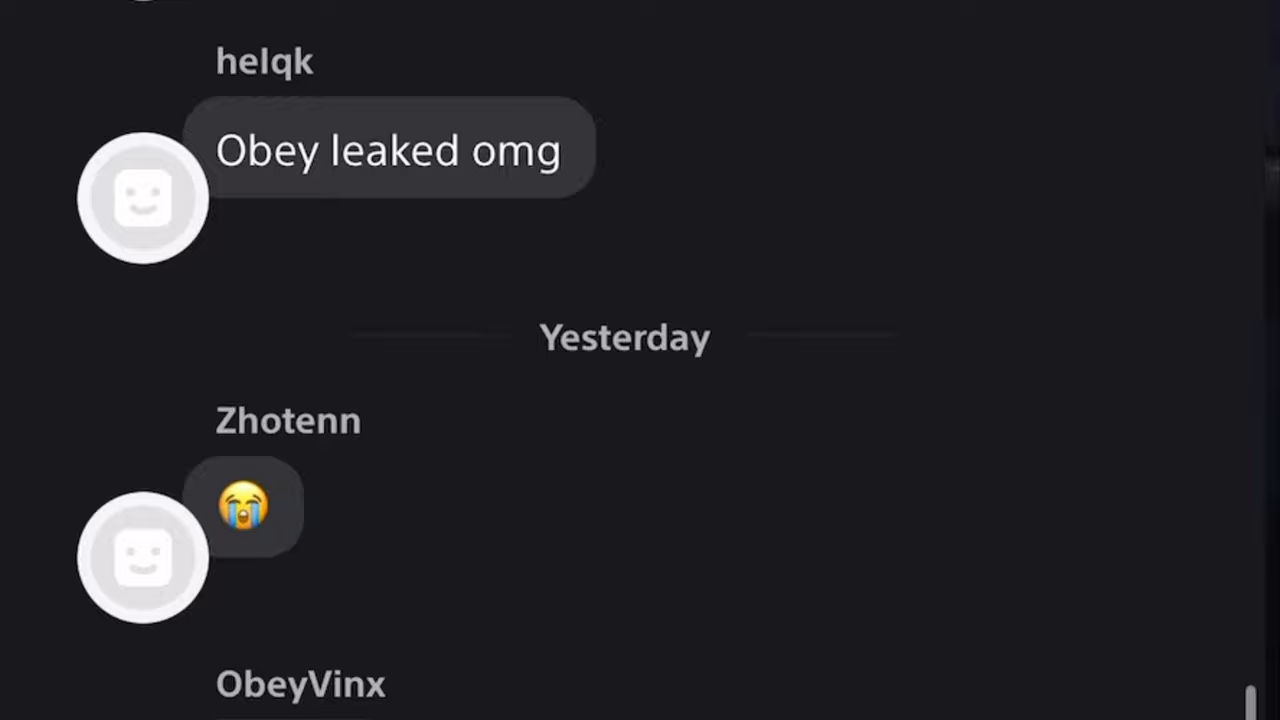 helqk
Obey leaked omg
Yesterday
Zhotenn
😭
ObeyVinx